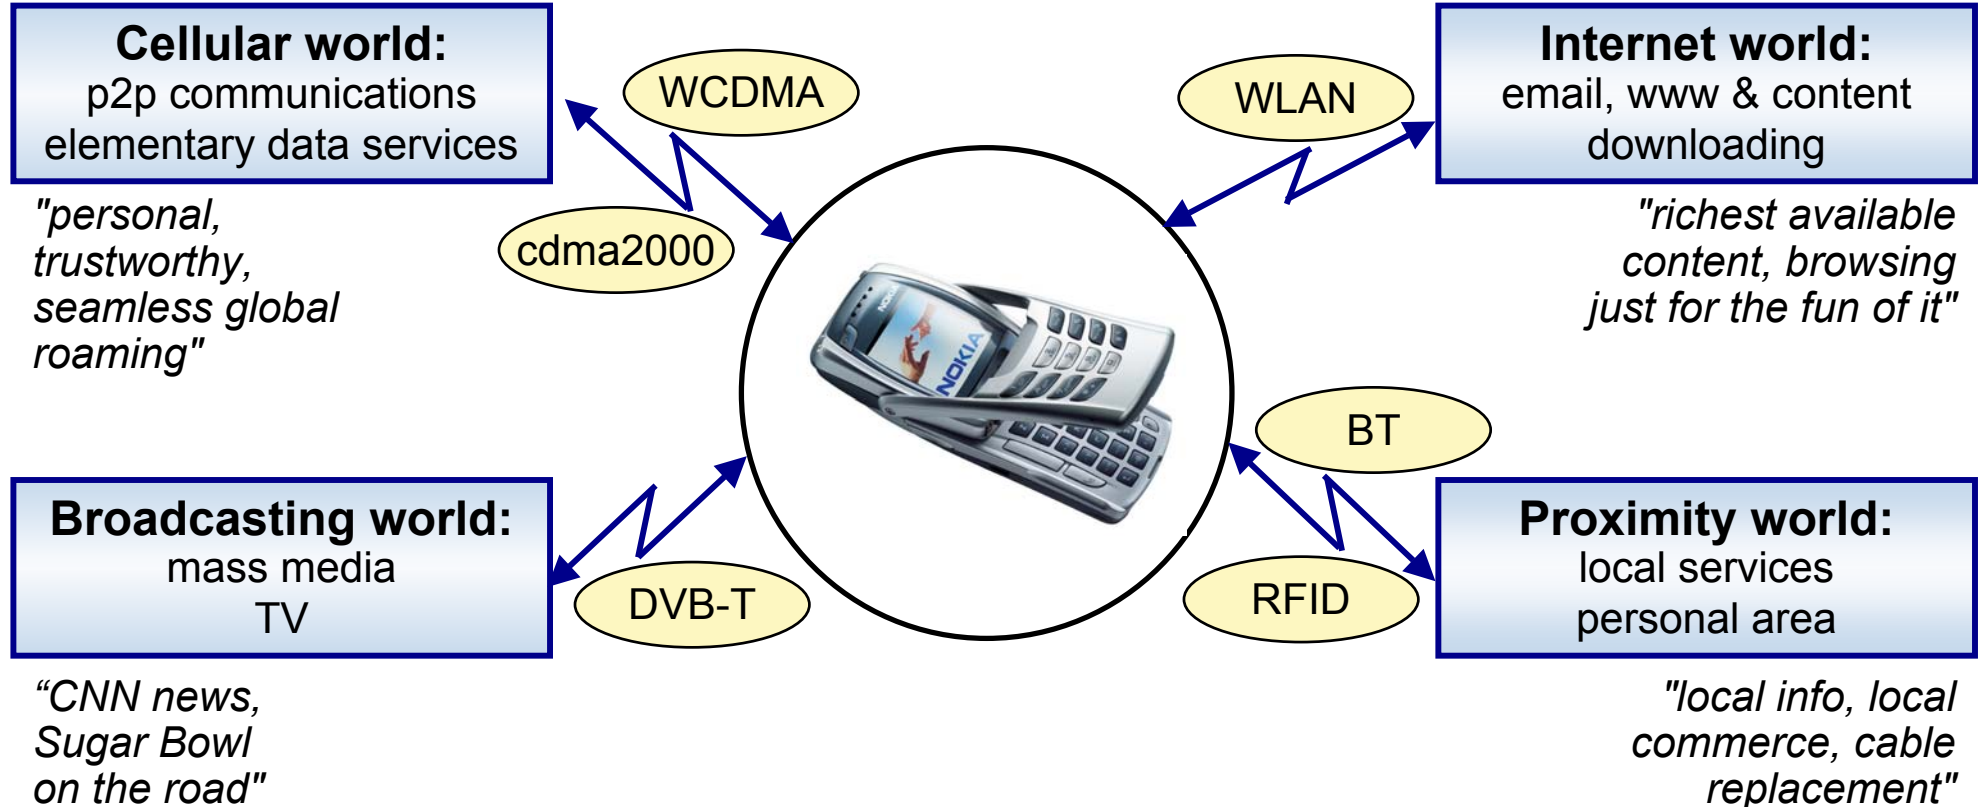 Cellular world:
p2p communications
elementary data services
"personal,
trustworthy,
seamless global
roaming"
WCDMA
cdma2000
WLAN
Internet world:
email, www & content
downloading
"richest available
content, browsing
just for the fun of it"
NOKIA
NOKIA
Broadcasting world:
mass media
TV
“CNN news,
Sugar Bowl
on the road"
DVB-T
BT
RFID
Proximity world:
local services
personal area
"local info, local
commerce, cable
replacement"